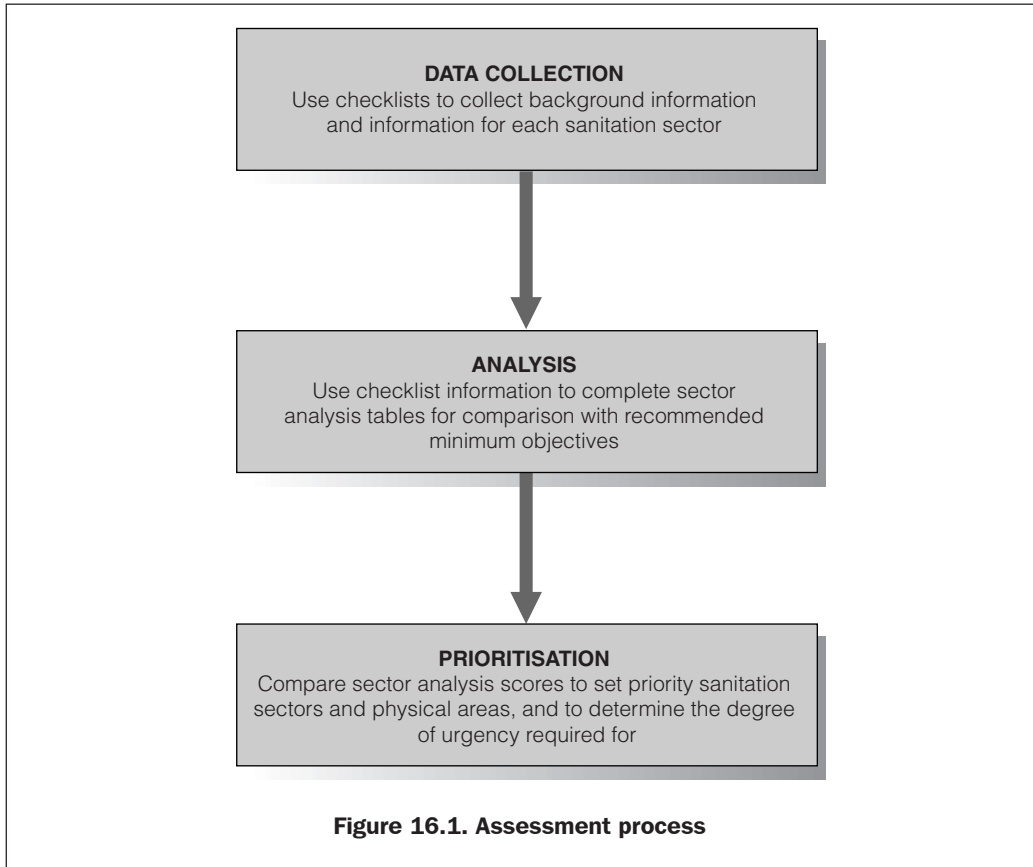 DATA COLLECTION
Use checklists to collect background information
and information for each sanitation sector
ANALYSIS
Use checklist information to complete sector
analysis tables for comparison with recommended
minimum objectives
PRIORITISATION
Compare sector analysis scores to set priority sanitation
sectors and physical areas, and to determine the degree
of urgency required for
Figure 16.1. Assessment process